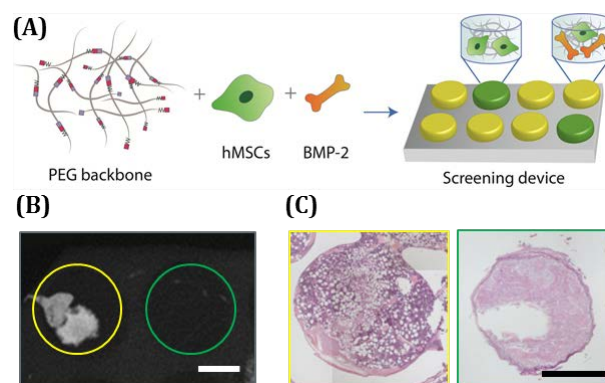 (A)
+ + →
hMSCs BMP-2
PEG backbone Screening device
(B) (C)